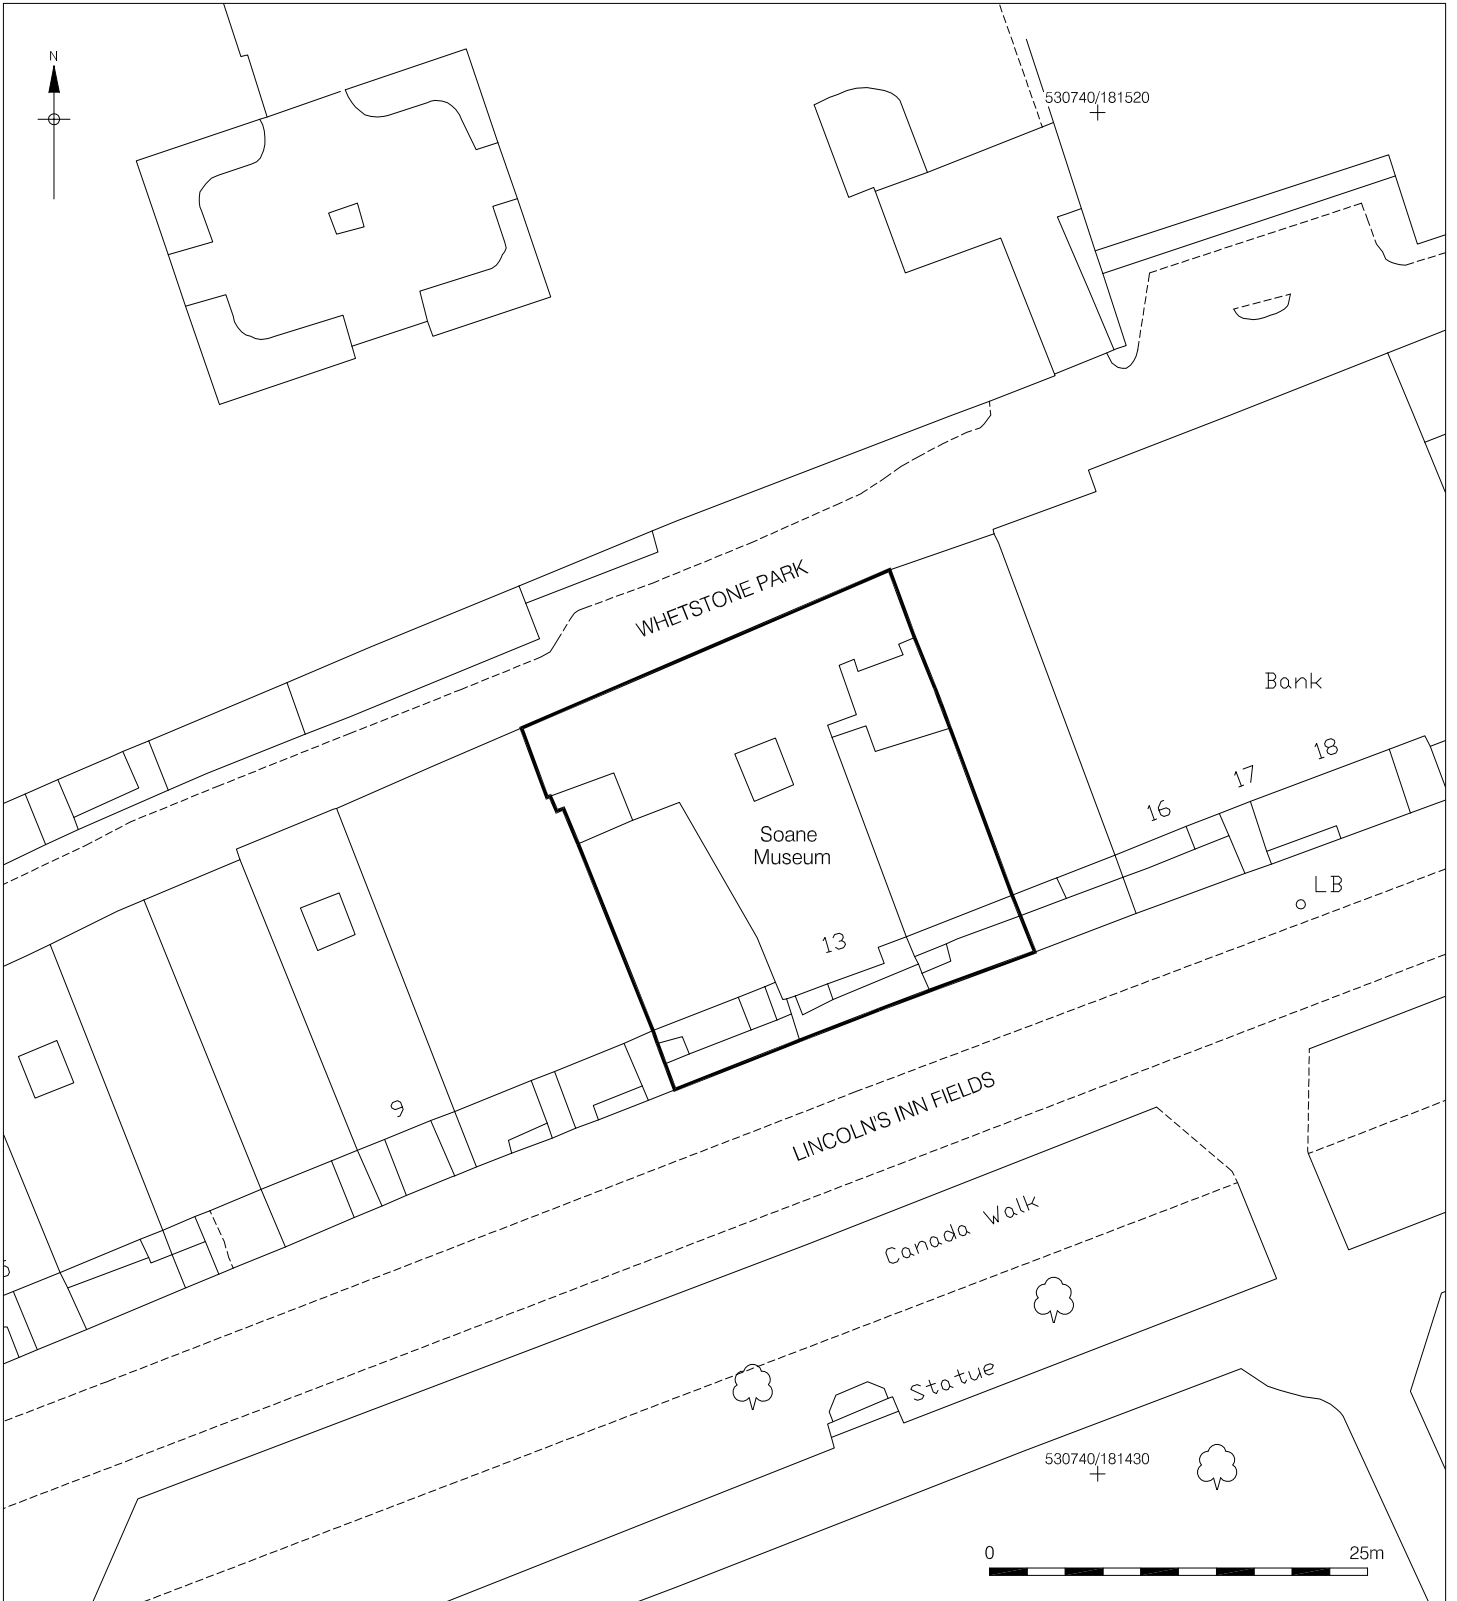 N
530740/181520
WHETSTONE PARK
Bank
18
17
16
Soane
Museum
LB
13
9
LINCOLN'S INN FIELDS
Canada Walk
Statue
530740/181430
0
25m